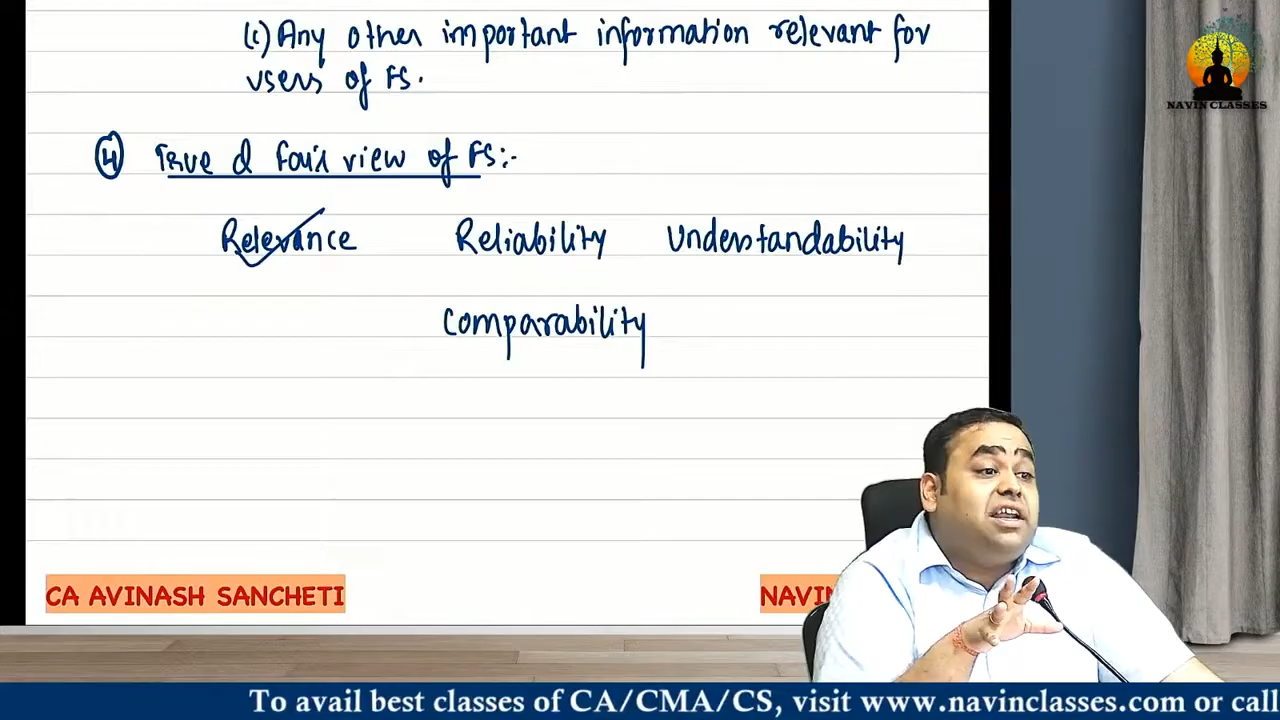 (c) Any other important information relevant for
users of FS.
NAVIN CLASSES
④ True & fair view of FS:-
Relevance Reliability Understandability
Comparability
CA AVINASH SANCHETI
NAVIN
To avail best classes of CA/CMA/CS, visit www.navinclasses.com or call